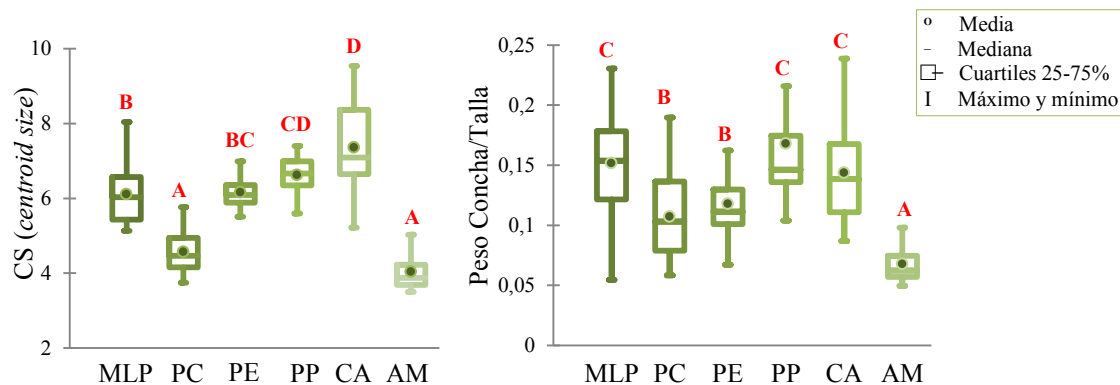 CS (centroid size)
10
8
6
4
2
B
A
BC
CD
D
A
MLP PC PE PP CA AM
Peso Concha/Talla
0,25
0,2
0,15
0,1
0,05
0
C
B
B
C
C
A
MLP PC PE PP CA AM
Media
Mediana
Cuartiles 25-75%
Máximo y mínimo